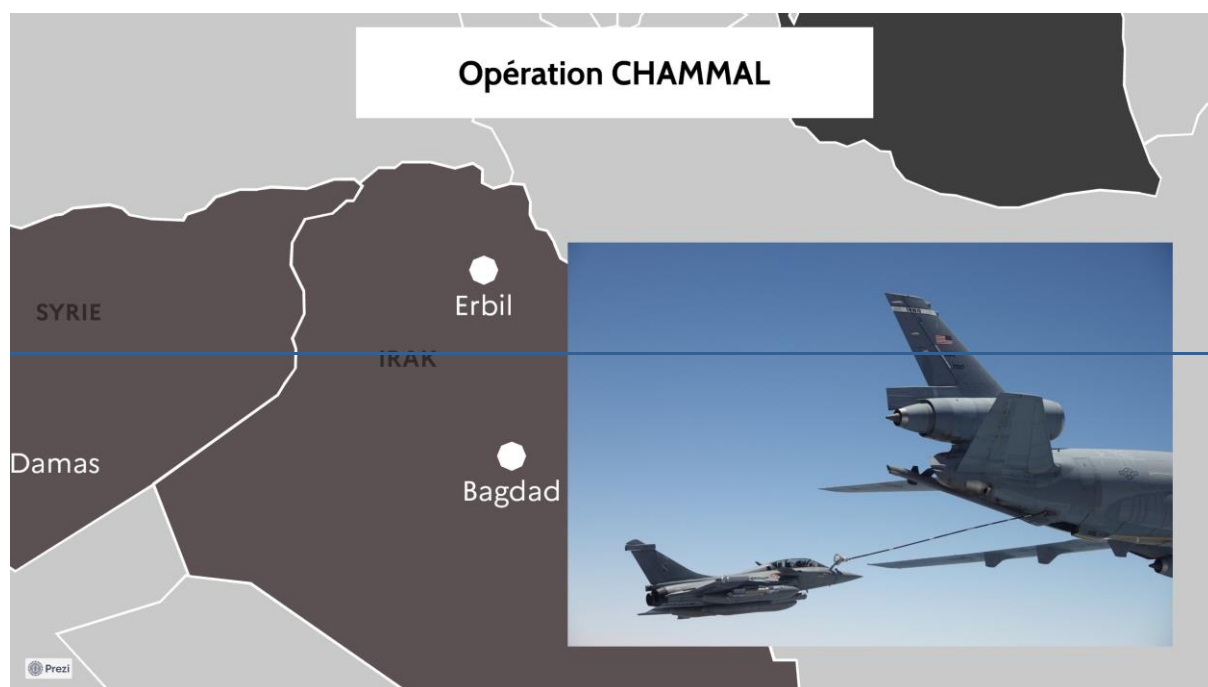 Opération CHAMMAL
Erbil
SYRIE
IRAK
Damas
Bagdad
Prezi